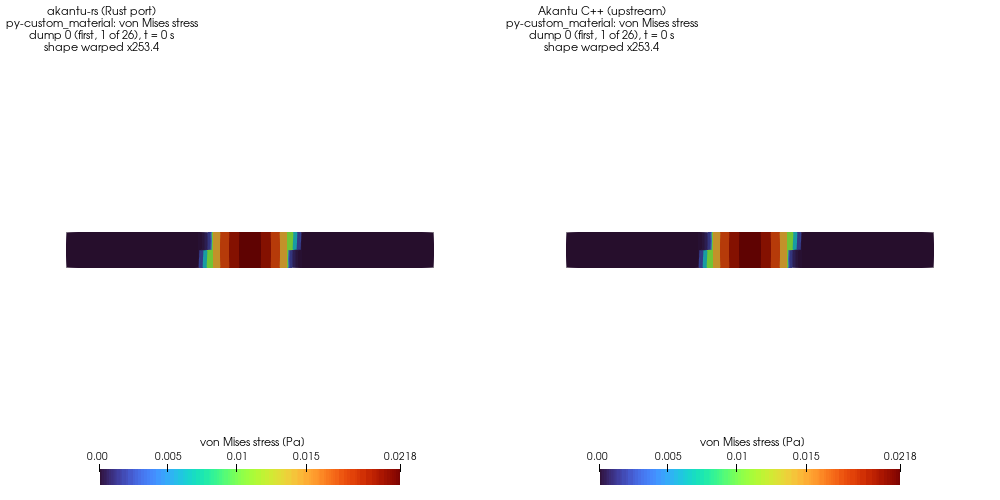 akantu-rs (Rust port)
py-custom_material: von Mises stress
dump 0 (first, 1 of 26), t = 0 s
shape warped x253.4
Akantu C++ (upstream)
py-custom_material: von Mises stress
dump 0 (first, 1 of 26), t = 0 s
shape warped x253.4
von Mises stress (Pa)
0.00 0.005 0.01 0.015 0.0218
von Mises stress (Pa)
0.00 0.005 0.01 0.015 0.0218